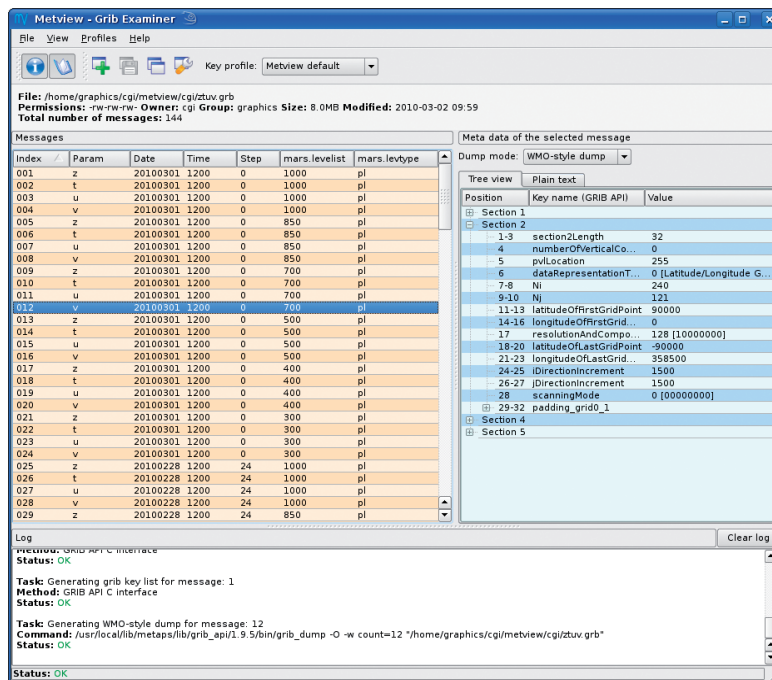 Metview - Grib Examiner
File View Profiles Help
Key profile: Metview default
File: /home/graphics/cgi/metview/cgi/ztuv.grb
Permissions: -rw-rw-rw- Owner: cgi Group: graphics Size: 8.0MB Modified: 2010-03-02 09:59
Total number of messages: 144
Messages
Index Param Date Time Step mars.levelist mars.levtype
001 z 20100301 1200 0 1000 pl
002 t 20100301 1200 0 1000 pl
003 u 20100301 1200 0 1000 pl
004 v 20100301 1200 0 1000 pl
005 z 20100301 1200 0 850 pl
006 t 20100301 1200 0 850 pl
007 u 20100301 1200 0 850 pl
008 v 20100301 1200 0 850 pl
009 z 20100301 1200 0 700 pl
010 t 20100301 1200 0 700 pl
011 u 20100301 1200 0 700 pl
012 v 20100301 1200 0 700 pl
013 z 20100301 1200 0 500 pl
014 t 20100301 1200 0 500 pl
015 u 20100301 1200 0 500 pl
016 v 20100301 1200 0 500 pl
017 z 20100301 1200 0 400 pl
018 t 20100301 1200 0 400 pl
019 u 20100301 1200 0 400 pl
020 v 20100301 1200 0 400 pl
021 z 20100301 1200 0 300 pl
022 t 20100301 1200 0 300 pl
023 u 20100301 1200 0 300 pl
024 v 20100301 1200 0 300 pl
025 z 20100228 1200 24 1000 pl
026 t 20100228 1200 24 1000 pl
027 u 20100228 1200 24 1000 pl
028 v 20100228 1200 24 1000 pl
029 z 20100228 1200 24 850 pl
Meta data of the selected message
Dump mode: WMO-style dump
Tree view Plain text
Position Key name (GRIB API) Value
Section 1
Section 2
1-3 section2Length 32
4 numberOfVerticalCo... 0
5 pvlLocation 255
6 dataRepresentationT... 0 [Latitude/Longitude G...
7-8 Ni 240
9-10 Nj 121
11-13 latitudeOfFirstGridPoint 90000
14-16 longitudeOfFirstGrid... 0
17 resolutionAndCompo... 128 [10000000]
18-20 latitudeOfLastGridPoint -90000
21-23 longitudeOfLastGrid... 358500
24-25 iDirectionIncrement 1500
26-27 jDirectionIncrement 1500
28 scanningMode 0 [00000000]
29-32 padding_grid0_1
Section 4
Section 5
Log
Clear log
Method: GRIB API C interface
Status: OK
Task: Generating grib key list for message: 1
Method: GRIB API C interface
Status: OK
Task: Generating WMO-style dump for message: 12
Command: /usr/local/lib/metaps/lib/grib_api/1.9.5/bin/grib_dump -O -w count=12 "/home/graphics/cgi/metview/cgi/ztuv.grb"
Status: OK
Status: OK